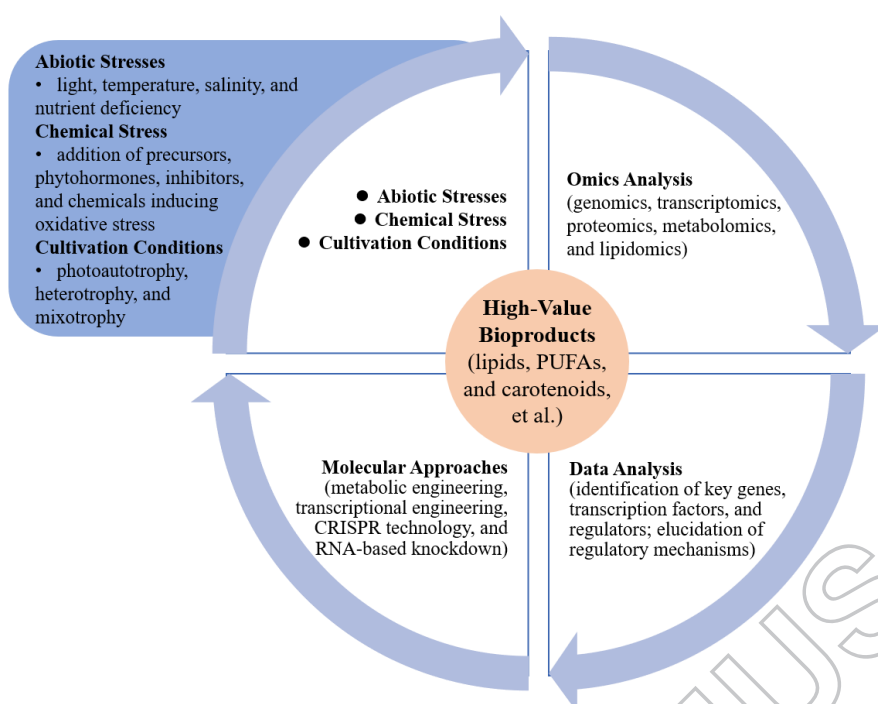 Abiotic Stresses
• light, temperature, salinity, and
nutrient deficiency
Chemical Stress
• addition of precursors,
phytohormones, inhibitors,
and chemicals inducing
oxidative stress
Cultivation Conditions
• photoautotrophy,
heterotrophy, and
mixotrophy
● Abiotic Stresses
● Chemical Stress
● Cultivation Conditions
Omics Analysis
(genomics, transcriptomics,
proteomics, metabolomics,
and lipidomics)
High-Value
Bioproducts
(lipids, PUFAs,
and carotenoids,
et al.)
Molecular Approaches
(metabolic engineering,
transcriptional engineering,
CRISPR technology, and
RNA-based knockdown)
Data Analysis
(identification of key genes,
transcription factors, and
regulators; elucidation of
regulatory mechanisms)